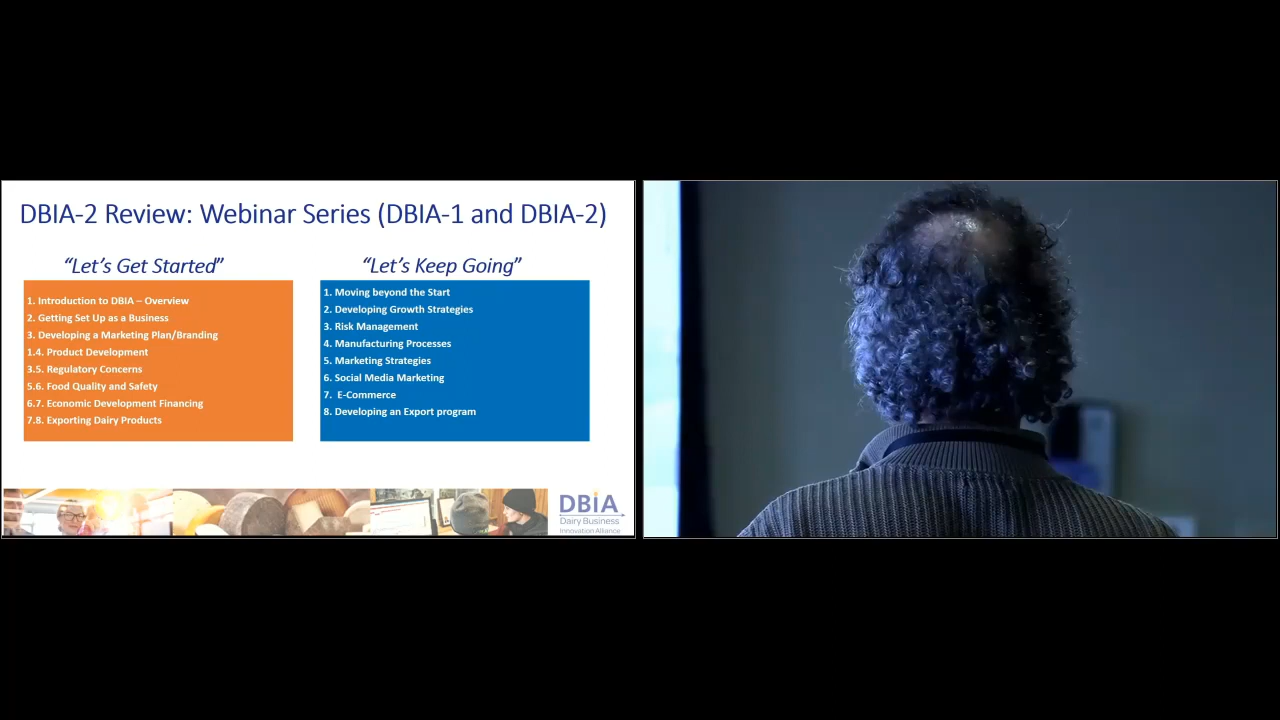 DBIA-2 Review: Webinar Series (DBIA-1 and DBIA-2)
“Let’s Get Started”
1. Introduction to DBIA – Overview
2. Getting Set Up as a Business
3. Developing a Marketing Plan/Branding
1.4. Product Development
3.5. Regulatory Concerns
5.6. Food Quality and Safety
6.7. Economic Development Financing
7.8. Exporting Dairy Products
“Let’s Keep Going”
1. Moving beyond the Start
2. Developing Growth Strategies
3. Risk Management
4. Manufacturing Processes
5. Marketing Strategies
6. Social Media Marketing
7. E-Commerce
8. Developing an Export program
DBiA
Dairy Business
Innovation Alliance